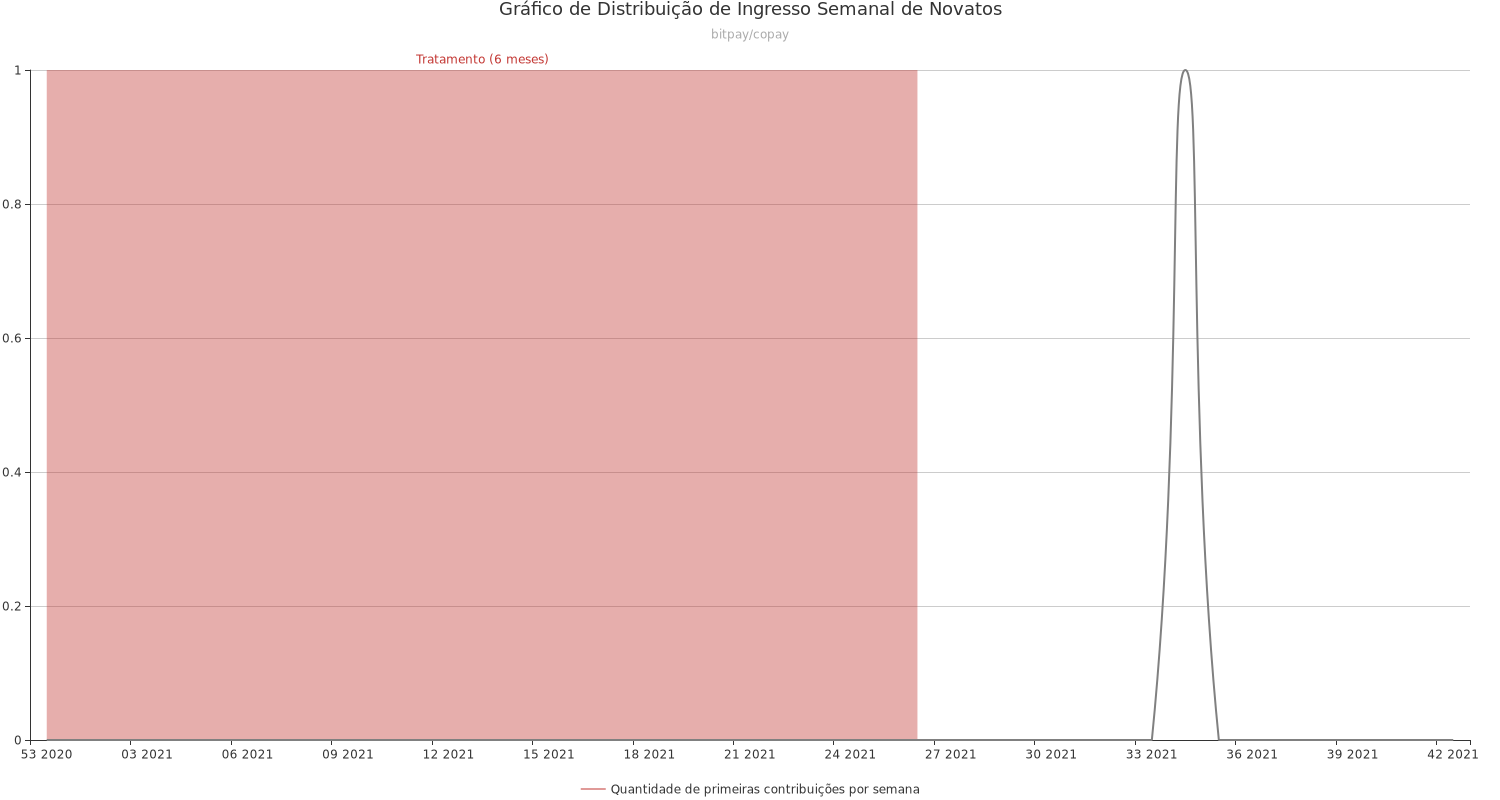 Gráfico de Distribuição de Ingresso Semanal de Novatos
bitpay/copay
Tratamento (6 meses)
1
0.8
0.6
0.4
0.2
0
53 2020 03 2021 06 2021 09 2021 12 2021 15 2021 18 2021 21 2021 24 2021 27 2021 30 2021 33 2021 36 2021 39 2021 42 2021
Quantidade de primeiras contribuições por semana